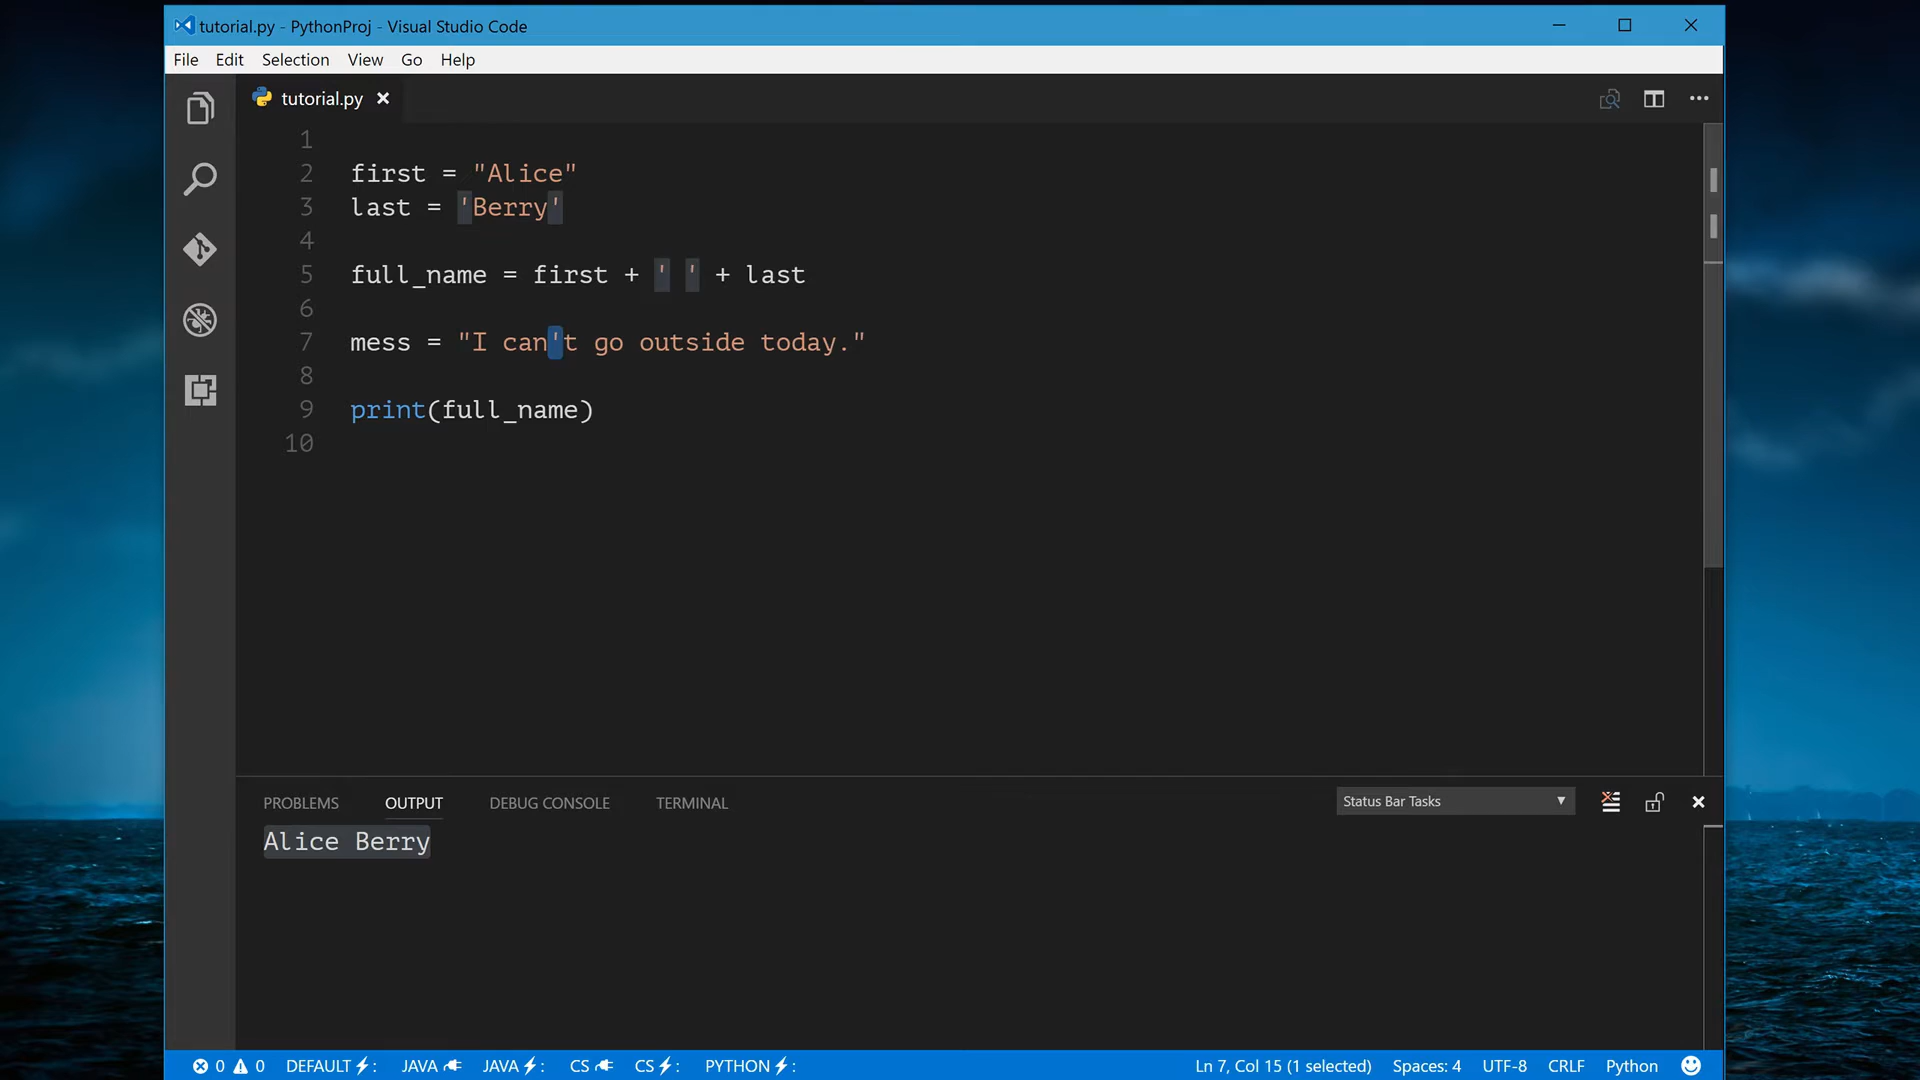 tutorial.py - PythonProj - Visual Studio Code
File Edit Selection View Go Help
tutorial.py
1
2 first = "Alice"
3 last = 'Berry'
4
5 full_name = first + ' ' + last
6
7 mess = "I can't go outside today."
8
9 print(full_name)
10
PROBLEMS OUTPUT DEBUG CONSOLE TERMINAL Status Bar Tasks
Alice Berry
0 0 DEFAULT : JAVA JAVA : CS CS : PYTHON : Ln 7, Col 15 (1 selected) Spaces: 4 UTF-8 CRLF Python